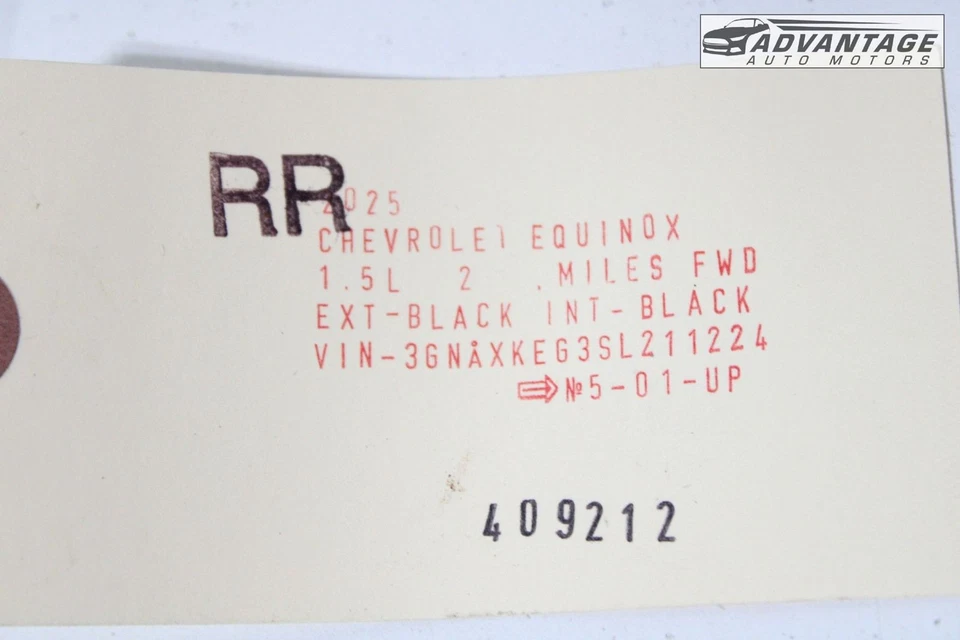 ADVANTAGE
AUTO MOTORS
RR
2025
CHEVROLET EQUINOX
1.5L 2 .MILES FWD
EXT-BLACK INT-BLACK
VIN-3GNAXKEG3SL211224
⇒ №5-01-UP
409212